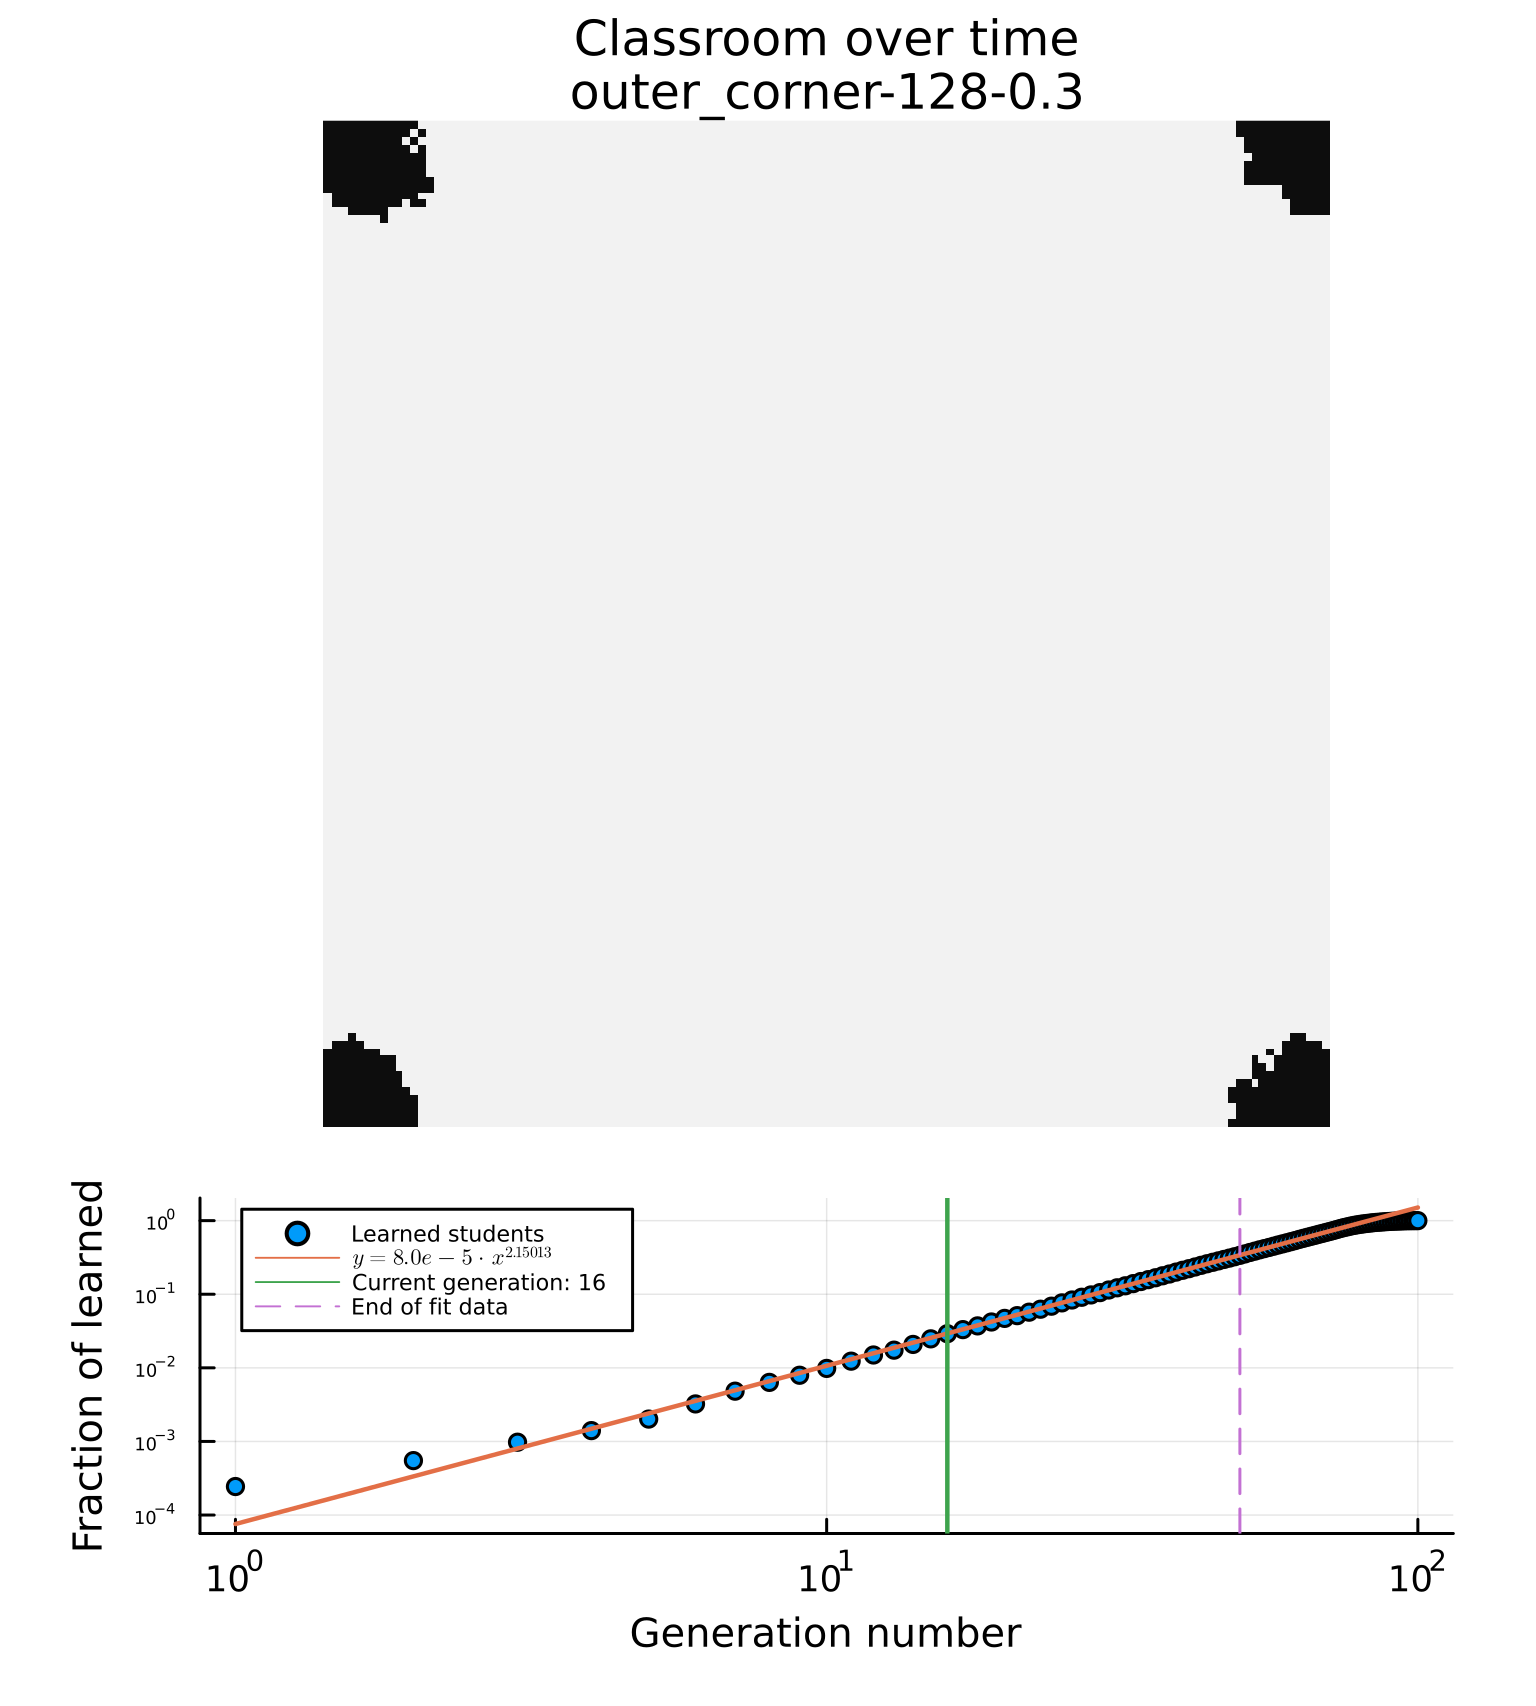 Classroom over time
outer_corner-128-0.3
Fraction of learned
10^0
10^-1
10^-2
10^-3
10^-4
Learned students
y = 8.0e − 5 · x^2.15013
Current generation: 16
End of fit data
10^0 10^1 10^2
Generation number